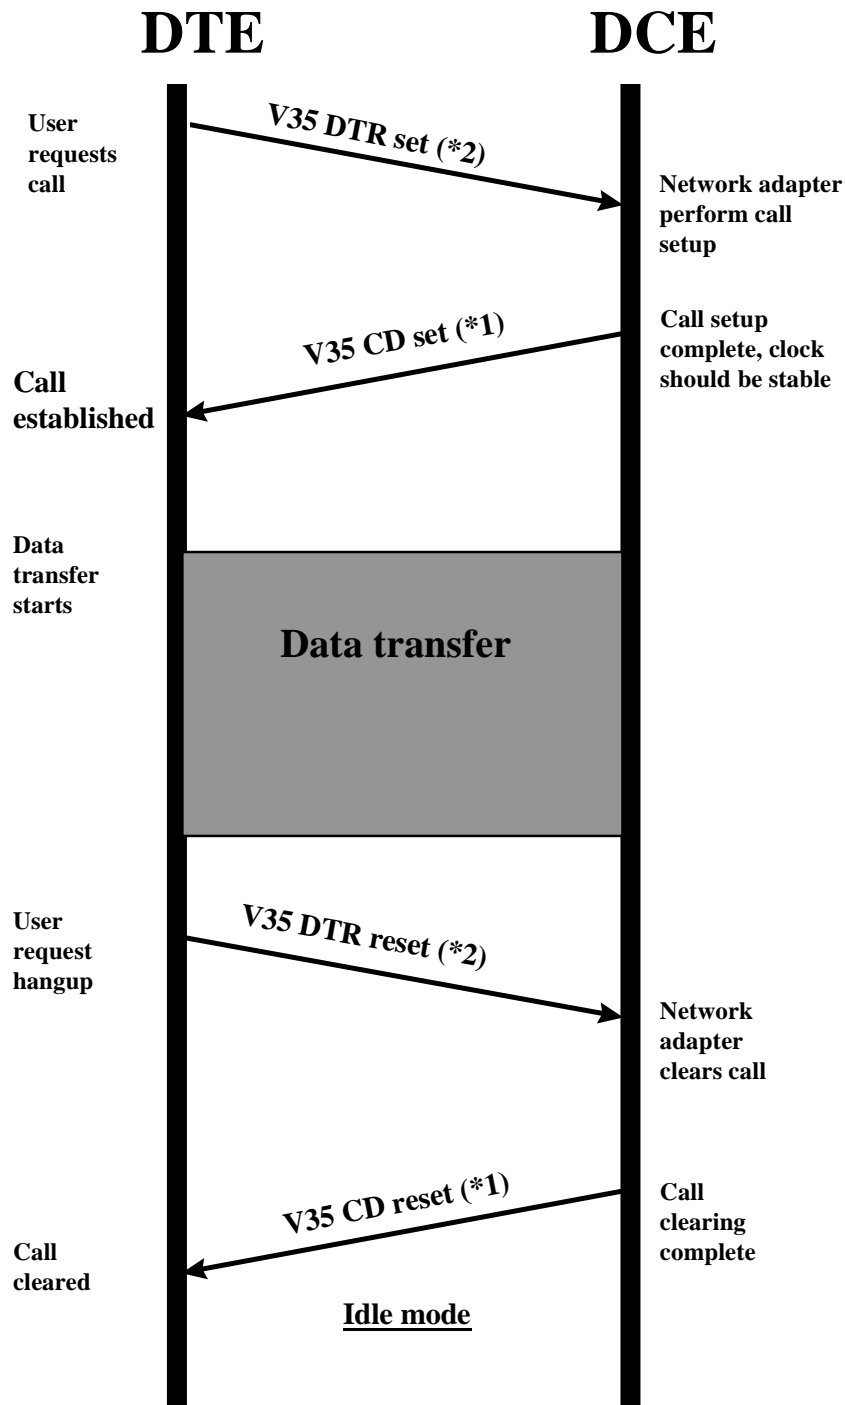 DTE DCE
User
requests
call
V35 DTR set (*2)
Network adapter
perform call
setup
V35 CD set (*1)
Call setup
complete, clock
should be stable
Call
established
Data
transfer
starts
Data transfer
User
request
hangup
V35 DTR reset (*2)
Network
adapter
clears call
V35 CD reset (*1)
Call
clearing
complete
Call
cleared
Idle mode